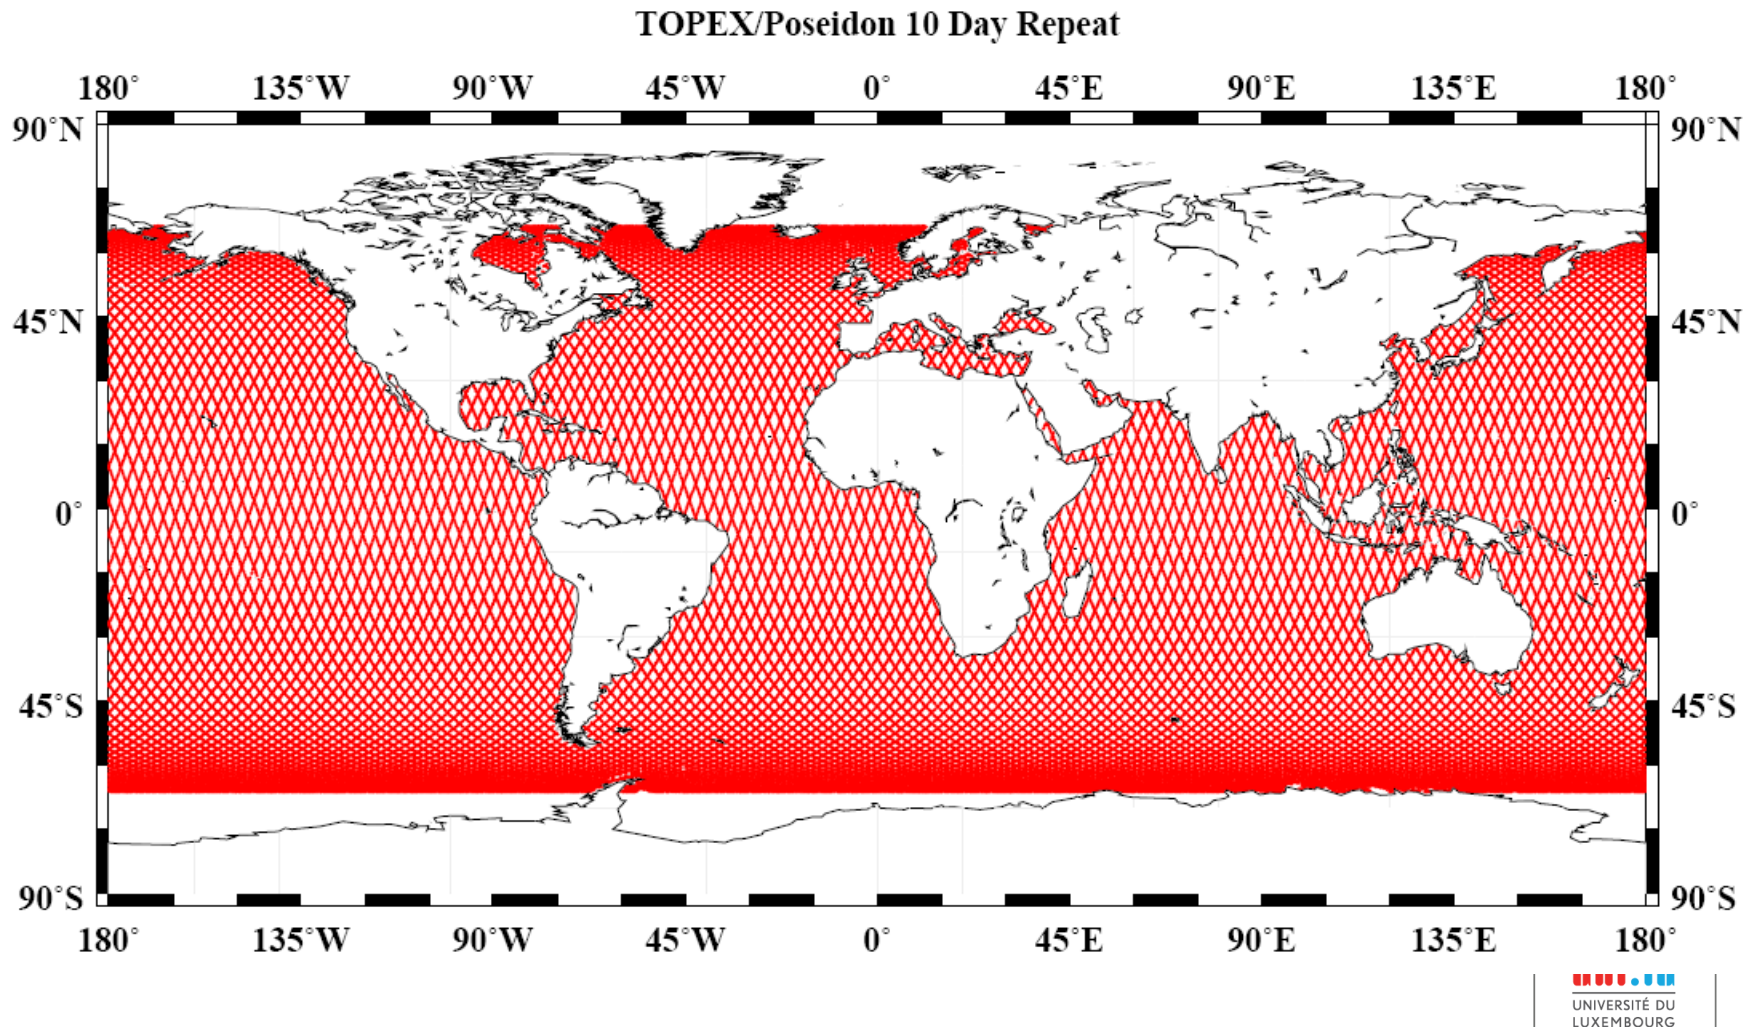 TOPEX/Poseidon 10 Day Repeat
180° 135°W 90°W 45°W 0° 45°E 90°E 135°E 180°
90°N 90°N
45°N 45°N
0° 0°
45°S 45°S
90°S 90°S
180° 135°W 90°W 45°W 0° 45°E 90°E 135°E 180°
UNIVERSITÉ DU
LUXEMBOURG